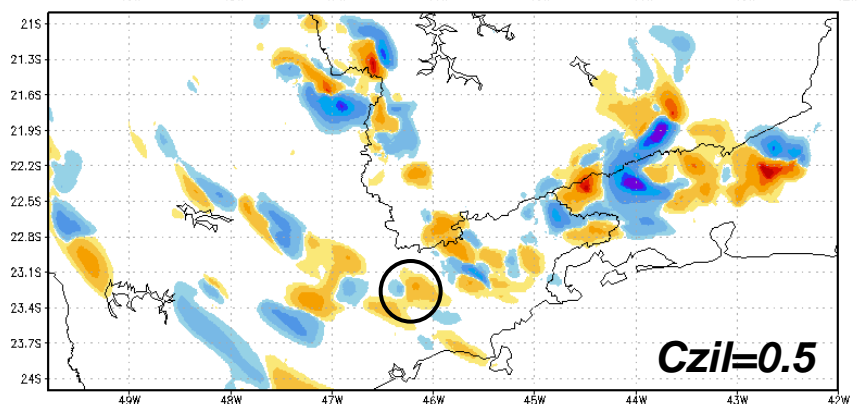 21S
21.3S
21.6S
21.9S
22.2S
22.5S
22.8S
23.1S
23.4S
23.7S
24S
Czil=0.5
49W 48W 47W 46W 45W 44W 43W 42W